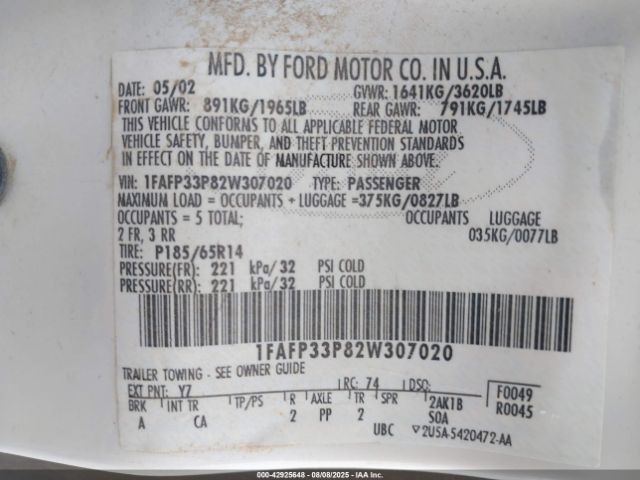 MFD. BY FORD MOTOR CO. IN U.S.A.
DATE: 05/02 GVWR: 1641KG/3620LB
FRONT GAWR: 891KG/1965LB REAR GAWR: 791KG/1745LB
THIS VEHICLE CONFORMS TO ALL APPLICABLE FEDERAL MOTOR
VEHICLE SAFETY, BUMPER, AND THEFT PREVENTION STANDARDS
IN EFFECT ON THE DATE OF MANUFACTURE SHOWN ABOVE.
VIN: 1FAFP33P82W307020 TYPE: PASSENGER
MAXIMUM LOAD = OCCUPANTS + LUGGAGE = 375KG/0827LB
OCCUPANTS = 5 TOTAL; OCCUPANTS LUGGAGE
2 FR, 3 RR 035KG/0077LB
TIRE: P185/65R14
PRESSURE(FR): 221 kPa/32 PSI COLD
PRESSURE(RR): 221 kPa/32 PSI COLD
1FAFP33P82W307020
TRAILER TOWING - SEE OWNER GUIDE
EXT PNT: Y7 RC: 74 DSO: F0049
BRK INT TR TP/PS R AXLE TR SPR 2AK1B R0045
A CA 2 PP 2 SOA
UBC 2U5A-5420472-AA
000-42925648 - 08/08/2025 - IAA Inc.